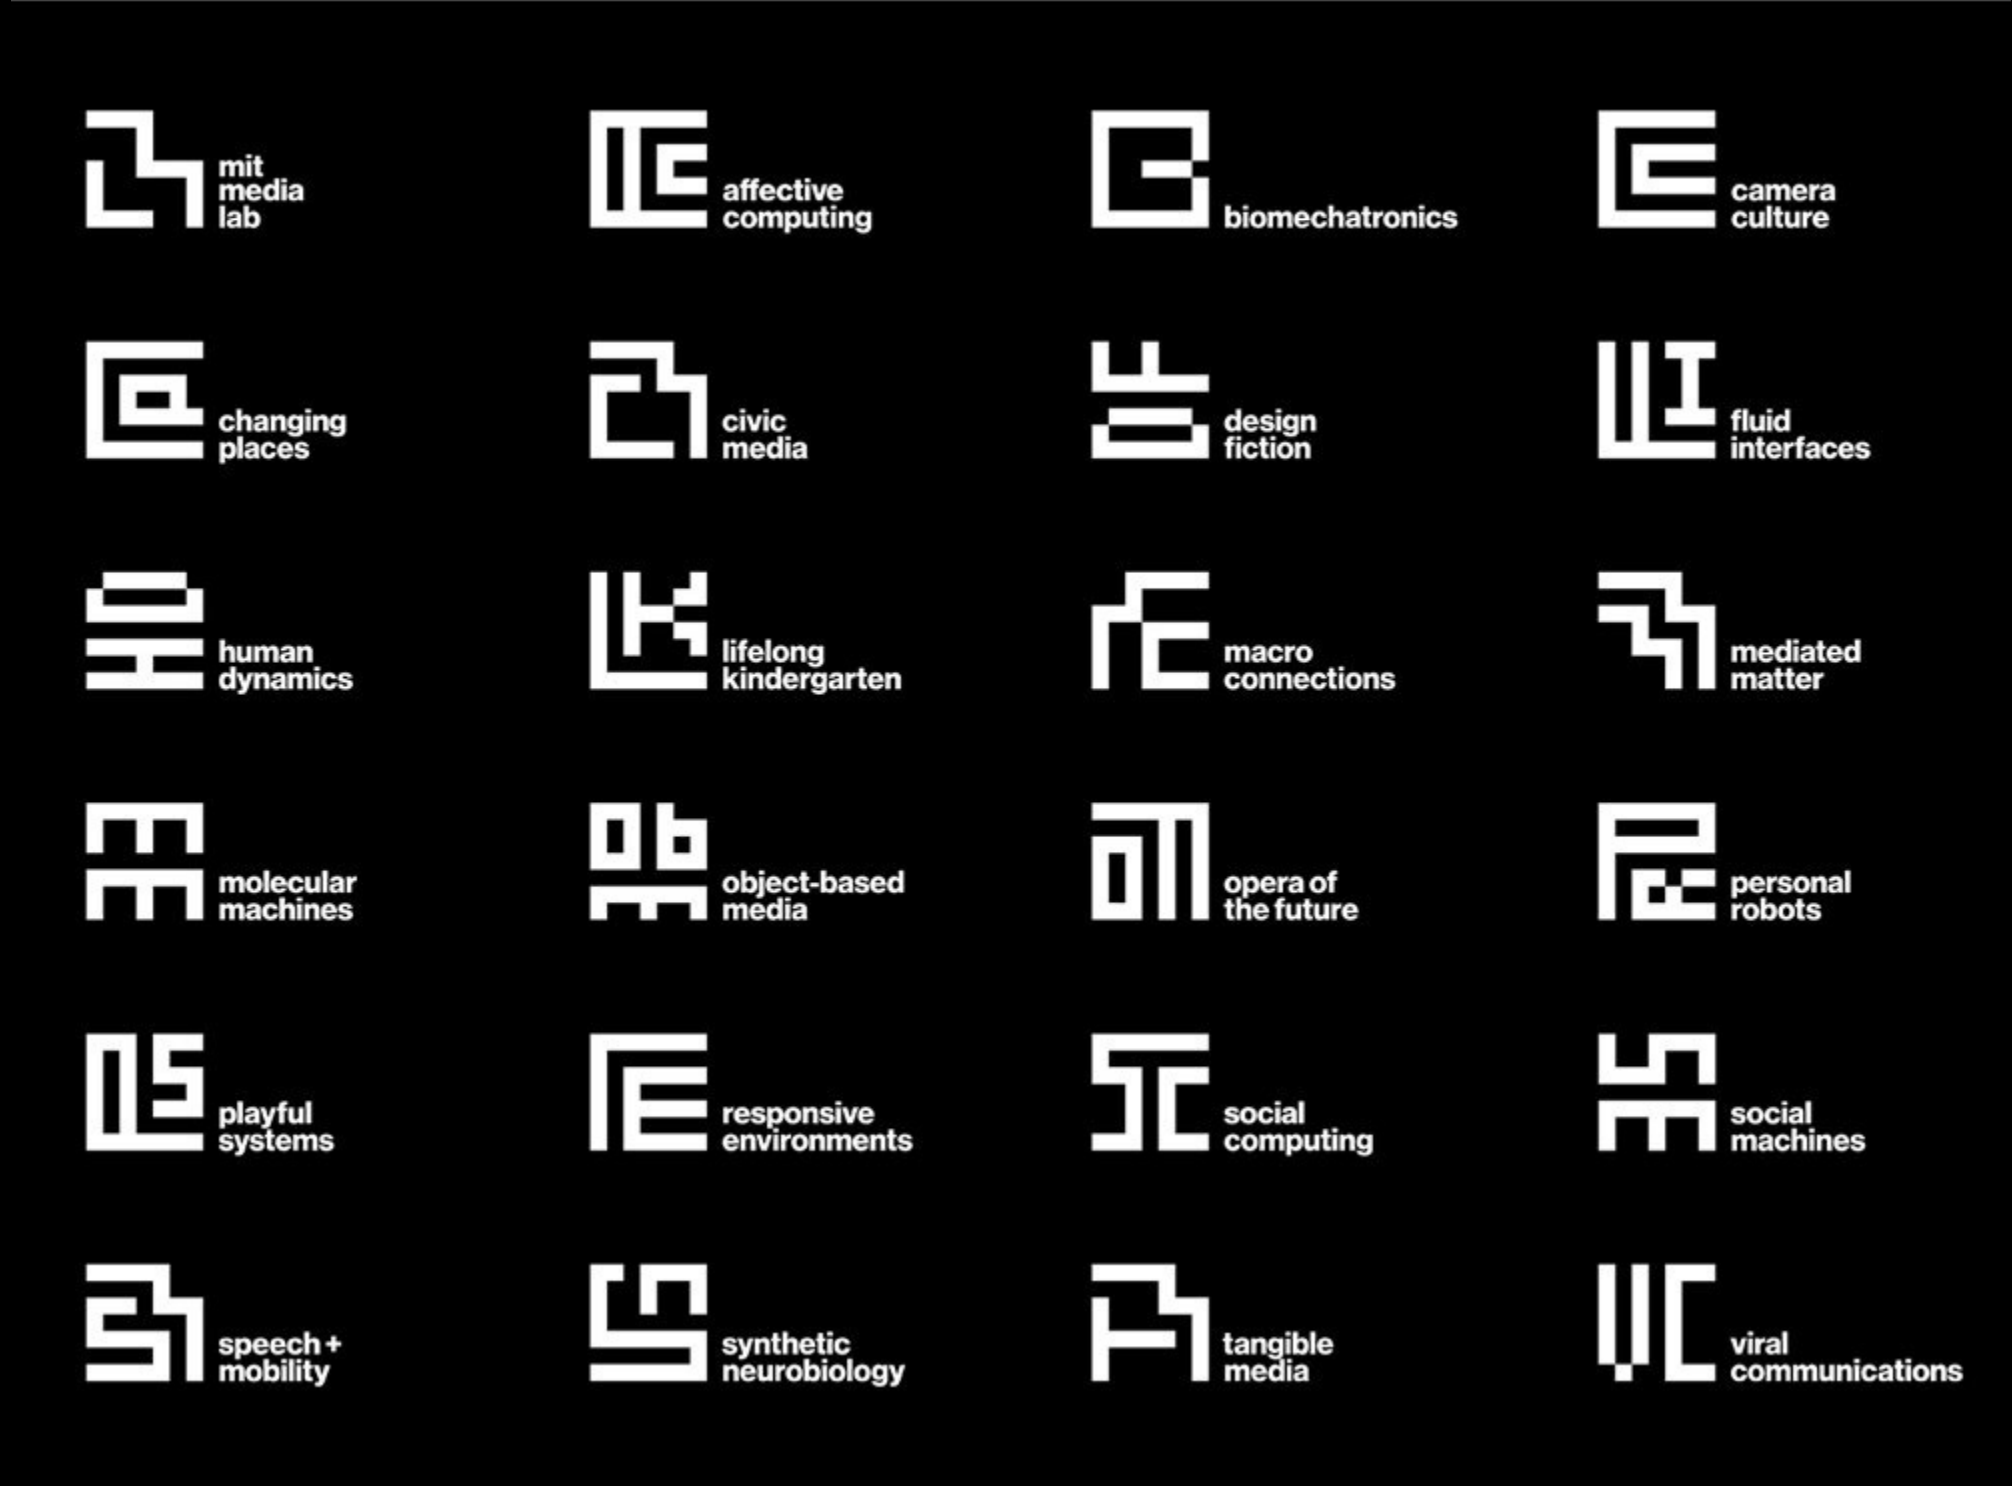 mit
media
lab
affective
computing
biomechatronics
camera
culture
changing
places
civic
media
design
fiction
fluid
interfaces
human
dynamics
lifelong
kindergarten
macro
connections
mediated
matter
molecular
machines
object-based
media
opera of
the future
personal
robots
playful
systems
responsive
environments
social
computing
social
machines
speech +
mobility
synthetic
neurobiology
tangible
media
viral
communications